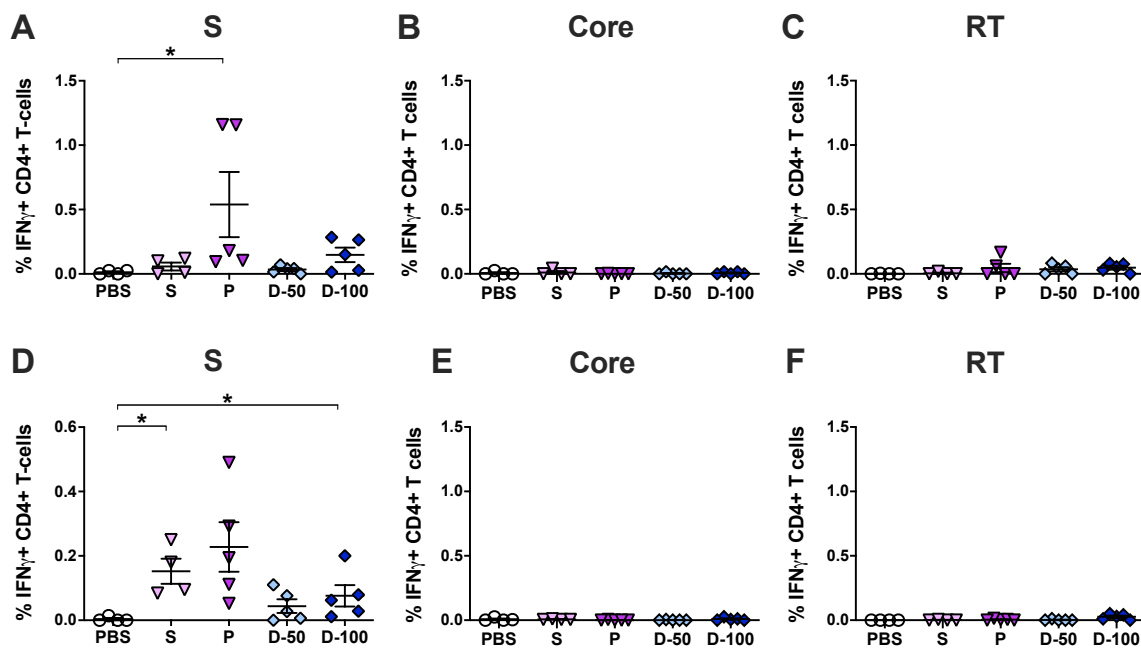 A S
*
% IFNγ+ CD4+ T-cells
1.5
1.0
0.5
0.0
PBS S P D-50 D-100
B Core
% IFNγ+ CD4+ T cells
1.5
1.0
0.5
0.0
PBS S P D-50 D-100
C RT
% IFNγ+ CD4+ T cells
1.5
1.0
0.5
0.0
PBS S P D-50 D-100
D S
*
*
% IFNγ+ CD4+ T-cells
0.6
0.4
0.2
0.0
PBS S P D-50 D-100
E Core
% IFNγ+ CD4+ T cells
1.5
1.0
0.5
0.0
PBS S P D-50 D-100
F RT
% IFNγ+ CD4+ T cells
1.5
1.0
0.5
0.0
PBS S P D-50 D-100